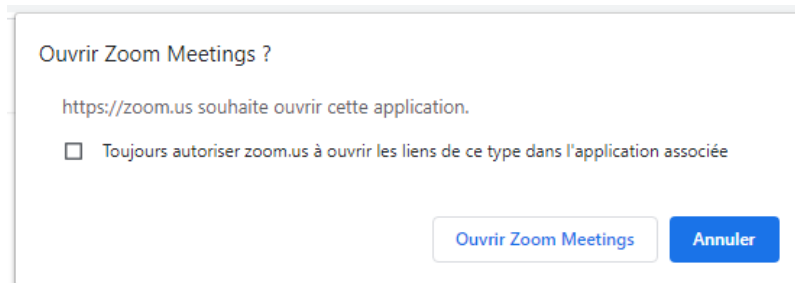 Ouvrir Zoom Meetings ?
https://zoom.us souhaite ouvrir cette application.
Toujours autoriser zoom.us à ouvrir les liens de ce type dans l'application associée
Ouvrir Zoom Meetings
Annuler